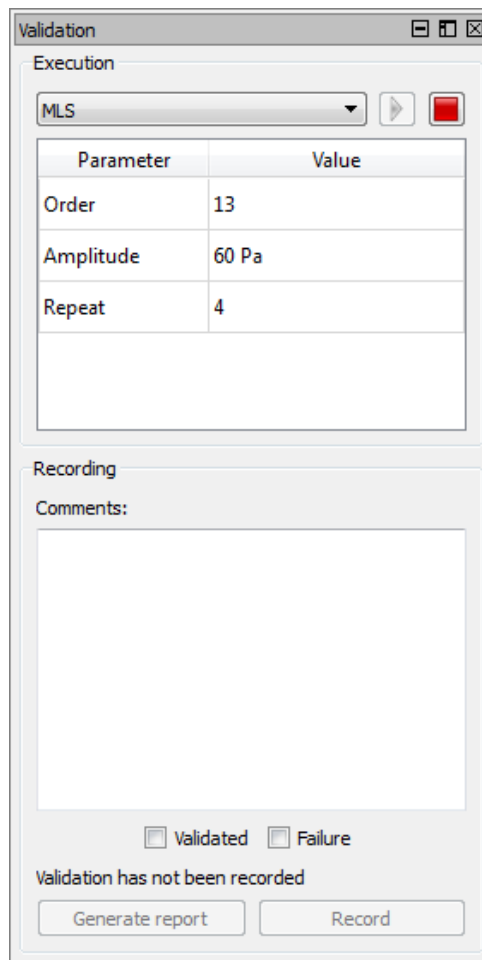 Validation
Execution
MLS
Parameter Value
Order 13
Amplitude 60 Pa
Repeat 4
Recording
Comments:
Validated Failure
Validation has not been recorded
Generate report Record